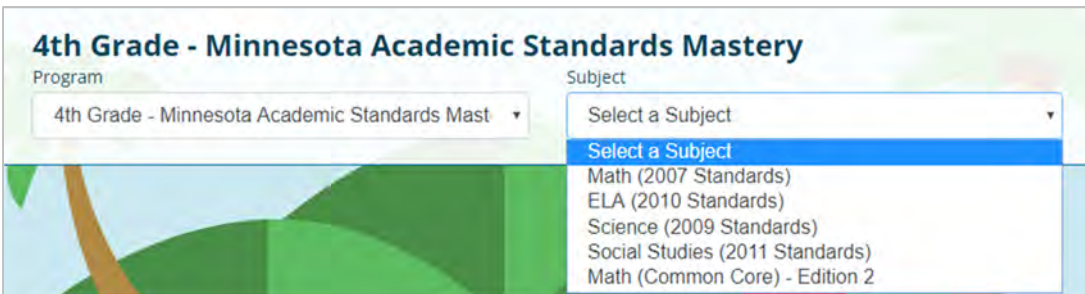 4th Grade - Minnesota Academic Standards Mastery
Program
Subject
4th Grade - Minnesota Academic Standards Mast
Select a Subject
Select a Subject
Math (2007 Standards)
ELA (2010 Standards)
Science (2009 Standards)
Social Studies (2011 Standards)
Math (Common Core) - Edition 2